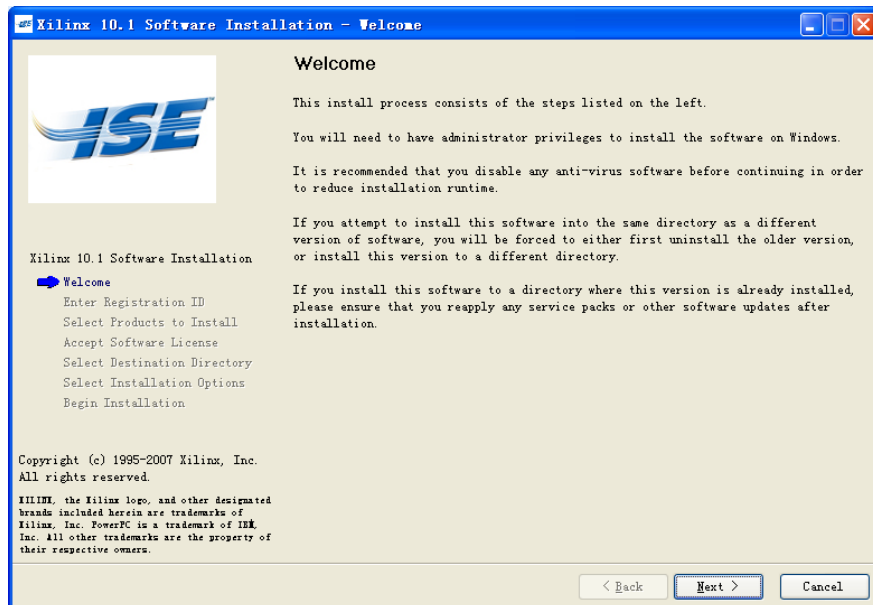 Xilinx 10.1 Software Installation - Welcome
ISE
Welcome
This install process consists of the steps listed on the left.
You will need to have administrator privileges to install the software on Windows.
It is recommended that you disable any anti-virus software before continuing in order
to reduce installation runtime.
If you attempt to install this software into the same directory as a different
version of software, you will be forced to either first uninstall the older version,
or install this version to a different directory.
If you install this software to a directory where this version is already installed,
please ensure that you reapply any service packs or other software updates after
installation.
Xilinx 10.1 Software Installation
Welcome
Enter Registration ID
Select Products to Install
Accept Software License
Select Destination Directory
Select Installation Options
Begin Installation
Copyright (c) 1995-2007 Xilinx, Inc.
All rights reserved.
XILINX, the Xilinx logo, and other designated
brands included herein are trademarks of
Xilinx, Inc. PowerPC is a trademark of
Inc. All other trademarks are the property of
their respective owners.
< Back
Next >
Cancel